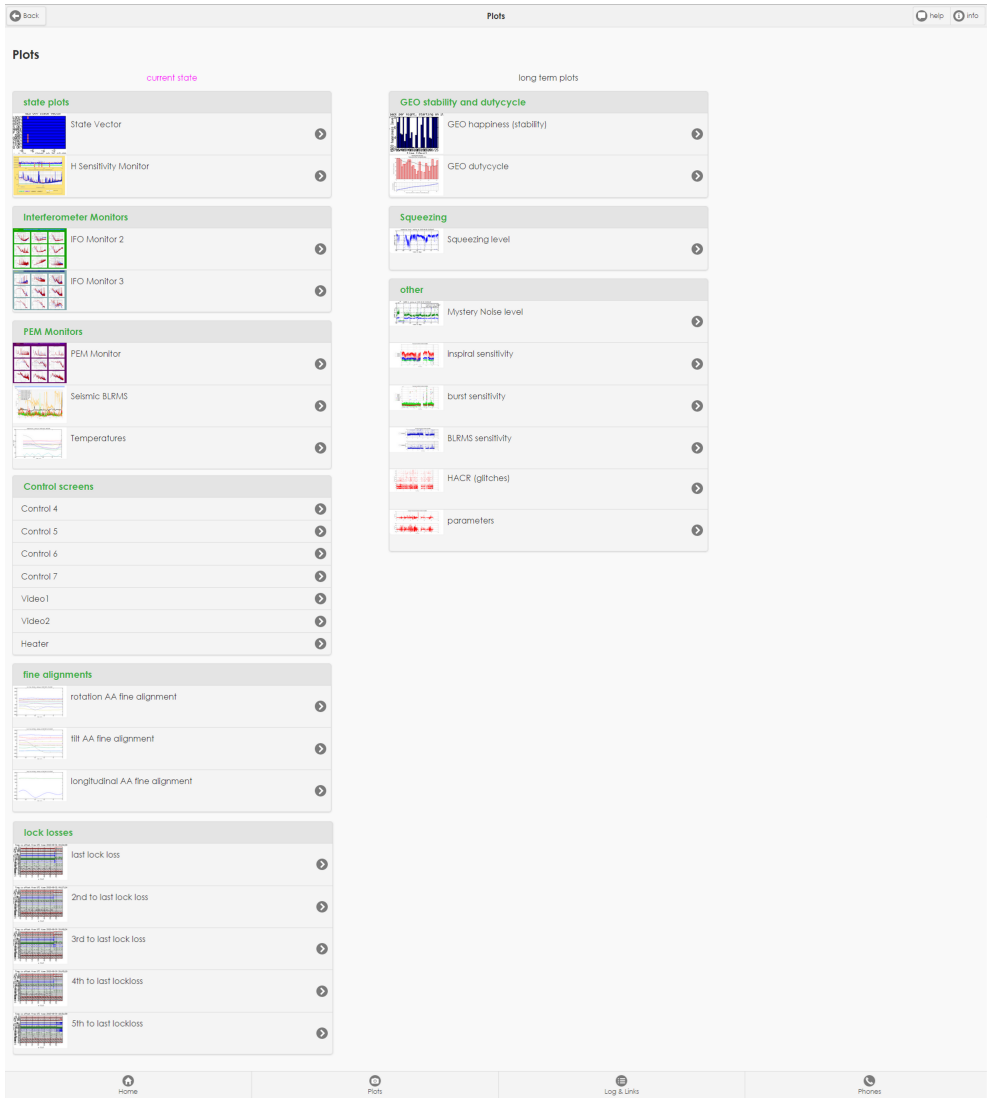 Back
Plots
help
info
Plots
current state
state plots
State Vector
H Sensitivity Monitor
Interferometer Monitors
IFO Monitor 2
IFO Monitor 3
PEM Monitors
PEM Monitor
Seismic BLRMS
Temperatures
Control screens
Control 4
Control 5
Control 6
Control 7
Video1
Video2
Heater
fine alignments
rotation AA fine alignment
tilt AA fine alignment
longitudinal AA fine alignment
lock losses
last lock loss
2nd to last lock loss
3rd to last lock loss
4th to last lockloss
5th to last lockloss
long term plots
GEO stability and dutycycle
GEO happiness (stability)
GEO dutycycle
Squeezing
Squeezing level
other
Mystery Noise level
inspiral sensitivity
burst sensitivity
BLRMS sensitivity
HACR (glitches)
parameters
Home
Plots
Log & Links
Phones